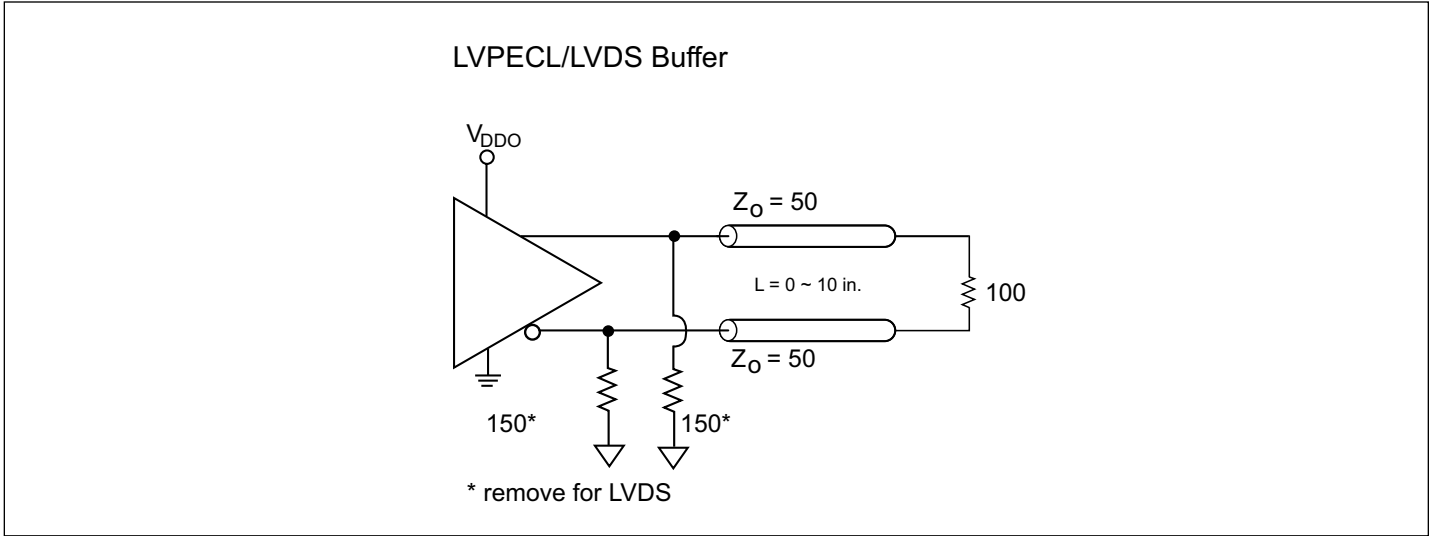 LVPECL/LVDS Buffer
VDDO
Zo = 50
L = 0 ~ 10 in.
100
Zo = 50
150*
150*
* remove for LVDS